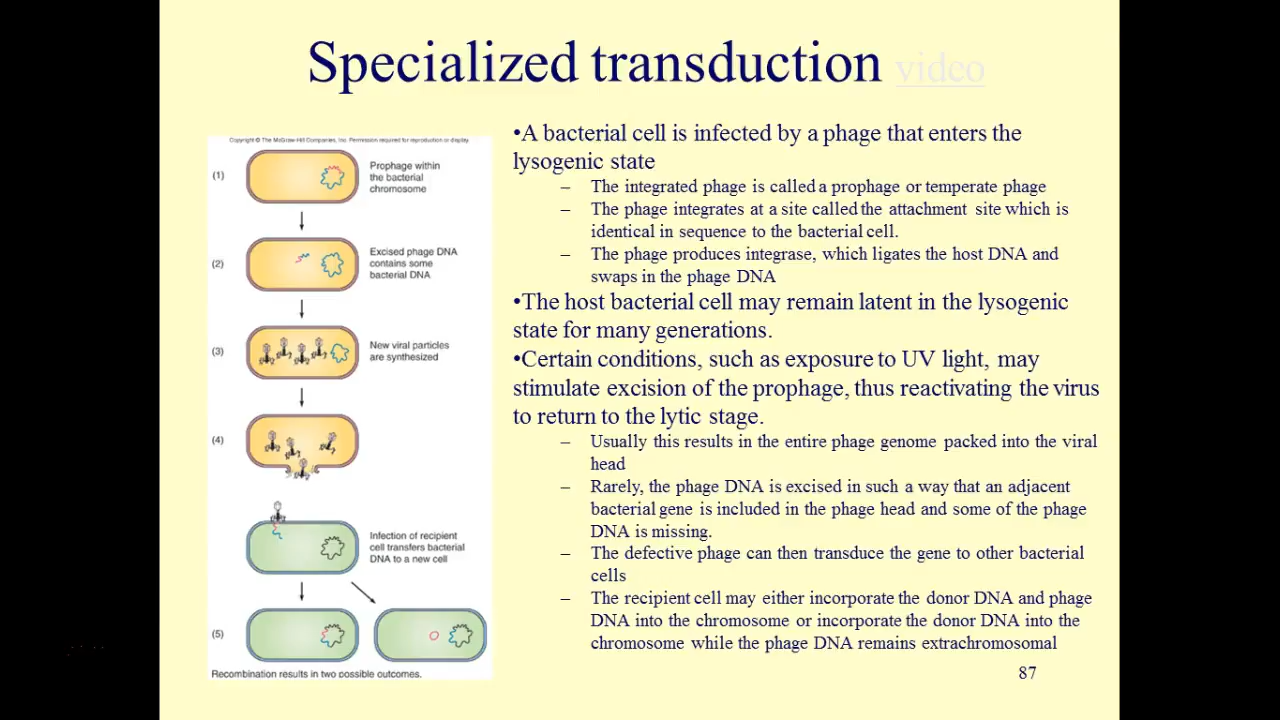 Specialized transduction video
Copyright © The McGraw-Hill Companies, Inc. Permission required for reproduction or display.
(1)
Prophage within
the bacterial
chromosome
(2)
Excised phage DNA
contains some
bacterial DNA
(3)
New viral particles
are synthesized
(4)
Infection of recipient
cell transfers bacterial
DNA to a new cell
(5)
Recombination results in two possible outcomes.
•A bacterial cell is infected by a phage that enters the
lysogenic state
– The integrated phage is called a prophage or temperate phage
– The phage integrates at a site called the attachment site which is
identical in sequence to the bacterial cell.
– The phage produces integrase, which ligates the host DNA and
swaps in the phage DNA
•The host bacterial cell may remain latent in the lysogenic
state for many generations.
•Certain conditions, such as exposure to UV light, may
stimulate excision of the prophage, thus reactivating the virus
to return to the lytic stage.
– Usually this results in the entire phage genome packed into the viral
head
– Rarely, the phage DNA is excised in such a way that an adjacent
bacterial gene is included in the phage head and some of the phage
DNA is missing.
– The defective phage can then transduce the gene to other bacterial
cells
– The recipient cell may either incorporate the donor DNA and phage
DNA into the chromosome or incorporate the donor DNA into the
chromosome while the phage DNA remains extrachromosomal
87